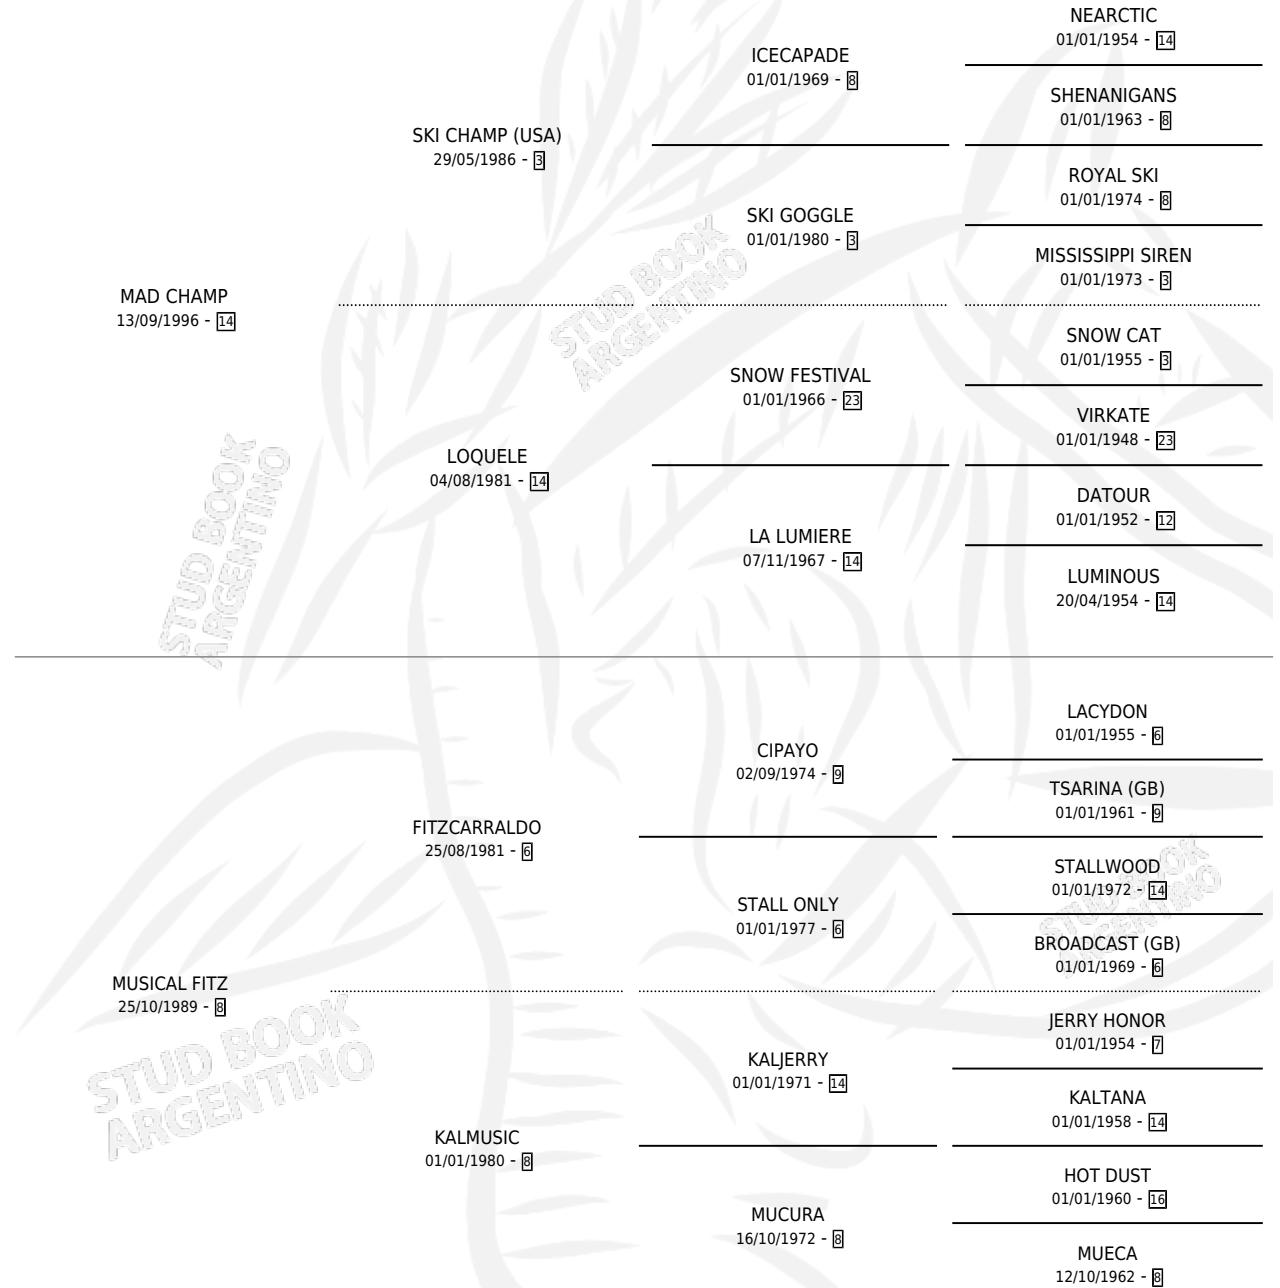 NEARCTIC
01/01/1954 - 14
ICECAPADE
01/01/1969 - 8
SHENANIGANS
01/01/1963 - 8
SKI CHAMP (USA)
29/05/1986 - 3
ROYAL SKI
01/01/1974 - 8
SKI GOGGLE
01/01/1980 - 3
MISSISSIPPI SIREN
01/01/1973 - 3
MAD CHAMP
13/09/1996 - 14
STUD BOOK
ARGENTINO
SNOW CAT
01/01/1955 - 3
SNOW FESTIVAL
01/01/1966 - 23
VIRKATE
01/01/1948 - 23
LOQUELE
04/08/1981 - 14
DATOUR
01/01/1952 - 12
LA LUMIERE
07/11/1967 - 14
LUMINOUS
20/04/1954 - 14
STUD BOOK
ARGENTINO
LACYDON
01/01/1955 - 6
CIPAYO
02/09/1974 - 9
TSARINA (GB)
01/01/1961 - 9
FITZCARRALDO
25/08/1981 - 6
STALLWOOD
01/01/1972 - 14
STALL ONLY
01/01/1977 - 6
BROADCAST (GB)
01/01/1969 - 6
STUD BOOK
ARGENTINO
MUSICAL FITZ
25/10/1989 - 8
JERRY HONOR
01/01/1954 - 7
KALJERRY
01/01/1971 - 14
KALTANA
01/01/1958 - 14
STUD BOOK
ARGENTINO
KALMUSIC
01/01/1980 - 8
HOT DUST
01/01/1960 - 16
MUCURA
16/10/1972 - 8
MUECA
12/10/1962 - 8